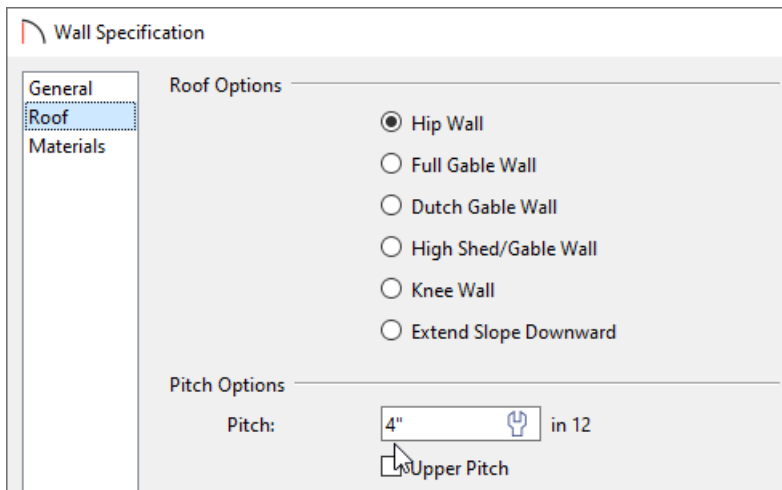 Wall Specification
General
Roof
Materials
Roof Options
Hip Wall
Full Gable Wall
Dutch Gable Wall
High Shed/Gable Wall
Knee Wall
Extend Slope Downward
Pitch Options
Pitch: 4" in 12
Upper Pitch